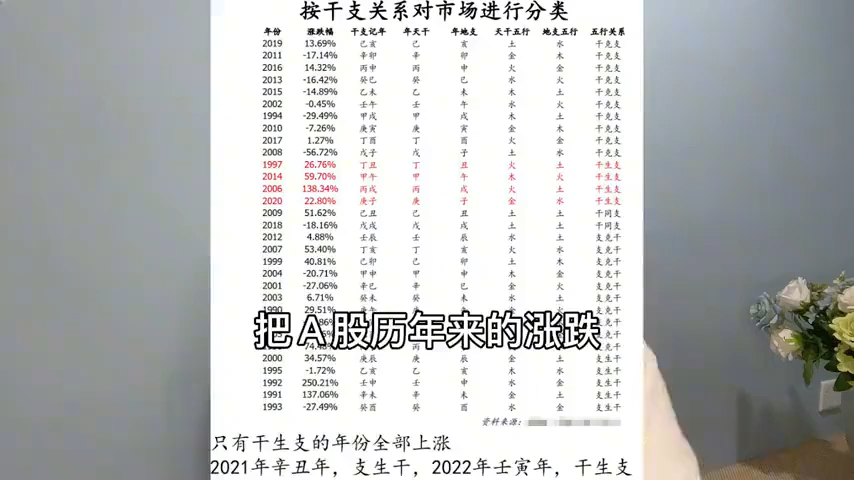 按干支关系对市场进行分类
年份 涨跌幅 干支记年 年天干 年地支 天干五行 地支五行 五行关系
2019 13.69% 己亥 己 亥 土 水 干克支
2011 -17.14% 辛卯 辛 卯 金 木 干克支
2016 14.32% 丙申 丙 申 火 金 干克支
2013 -16.42% 癸巳 癸 巳 水 火 干克支
2015 -14.89% 乙未 乙 未 木 土 干克支
2002 -0.45% 壬午 壬 午 水 火 干克支
1994 -29.49% 甲戌 甲 戌 木 土 干克支
2010 -7.26% 庚寅 庚 寅 金 木 干克支
2017 1.27% 丁酉 丁 酉 火 金 干克支
2008 -56.72% 戊子 戊 子 土 水 干克支
1997 26.76% 丁丑 丁 丑 火 土 干生支
2014 59.70% 甲午 甲 午 木 火 干生支
2006 138.34% 丙戌 丙 戌 火 土 干生支
2020 22.80% 庚子 庚 子 金 水 干生支
2009 51.62% 己丑 己 丑 土 土 干同支
2018 -18.16% 戊戌 戊 戌 土 土 干同支
2012 4.88% 壬辰 壬 辰 水 土 支克干
2007 53.40% 丁亥 丁 亥 火 水 支克干
1999 40.81% 己卯 己 卯 土 木 支克干
2004 -20.71% 甲申 甲 申 木 金 支克干
2001 -27.06% 辛巳 辛 巳 金 火 支克干
2003 6.71% 癸未 癸 未 水 土 支克干
29.51%
把A股历年来的涨跌
2000 34.57% 庚辰 庚 辰 金 土 支生干
1995 -1.72% 乙亥 乙 亥 木 水 支生干
1992 250.21% 壬申 壬 申 水 金 支生干
1991 137.06% 辛未 辛 未 金 土 支生干
1993 -27.49% 癸酉 癸 酉 水 金 支生干
资料来源：
只有干生支的年份全部上涨
2021年辛丑年，支生干，2022年壬寅年，干生支